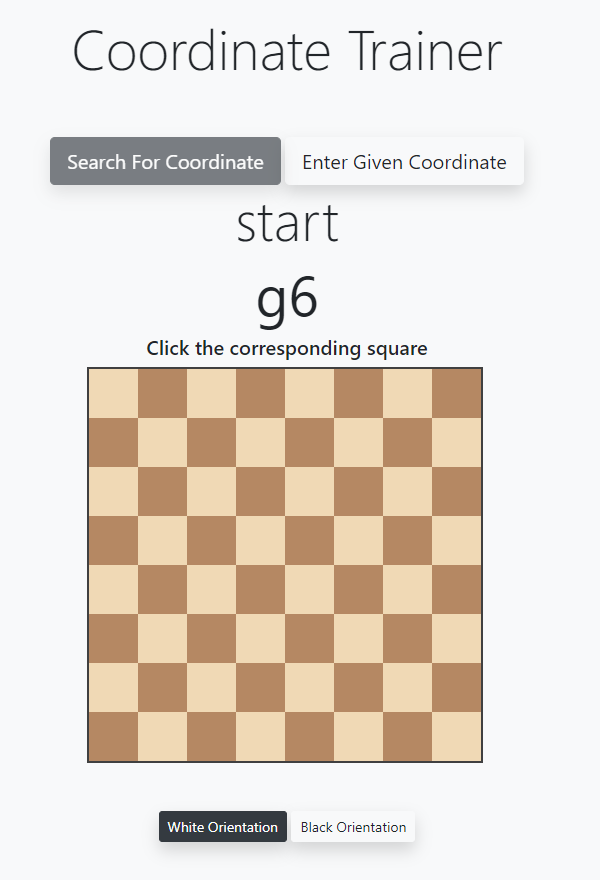 Coordinate Trainer
Search For Coordinate Enter Given Coordinate
start
g6
Click the corresponding square
White Orientation Black Orientation